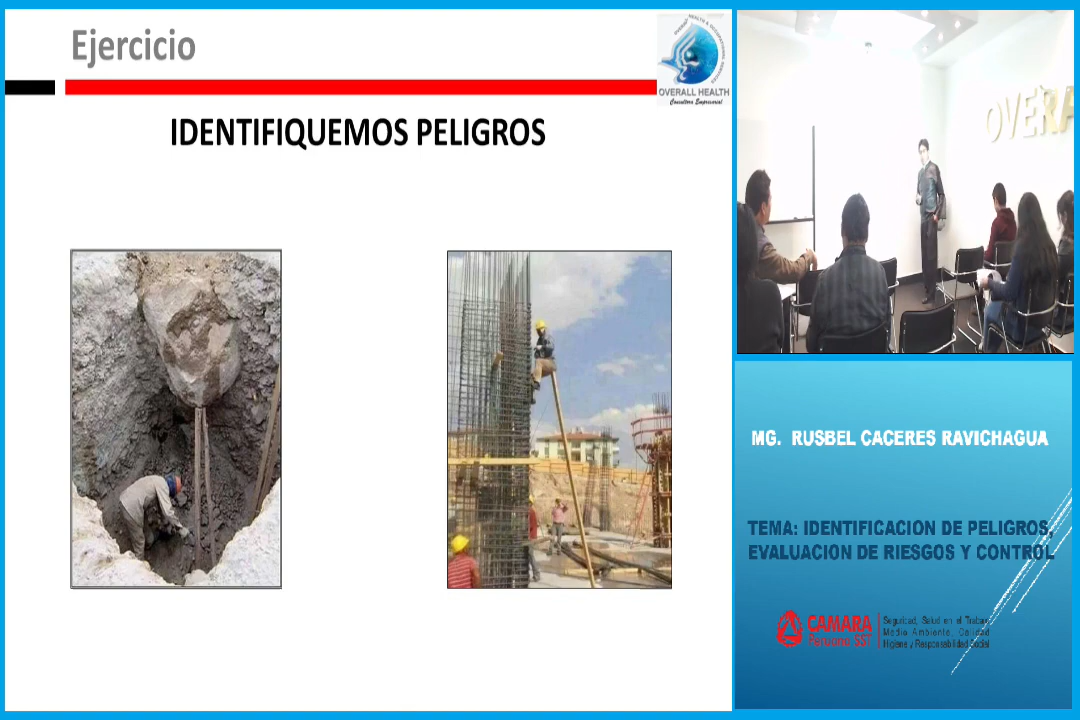 Ejercicio
OVERALL HEALTH
Consultora Empresarial
IDENTIFIQUEMOS PELIGROS
OVERA
MG. RUSBEL CACERES RAVICHAGUA
TEMA: IDENTIFICACION DE PELIGROS,
EVALUACION DE RIESGOS Y CONTROL
CAMARA
Peruana SST
Seguridad, Salud en el Trabajo
Medio Ambiente, Calidad
Higiene y Responsabilidad Social